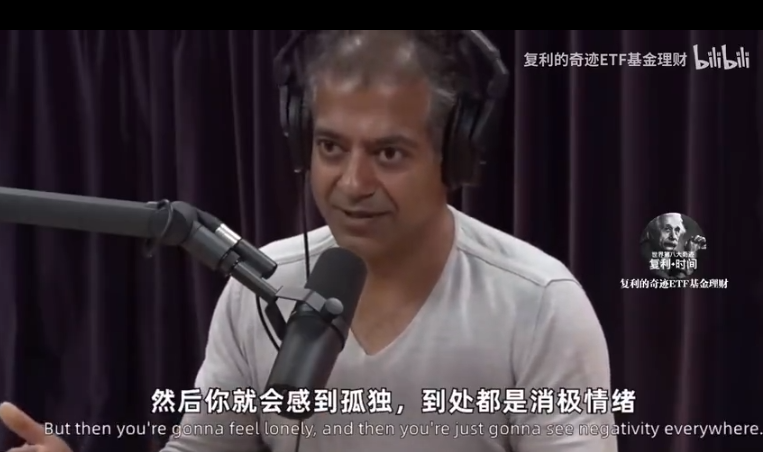 复利的奇迹ETF基金理财 bilibili
世界第八大奇迹
复利•时间
复利的奇迹ETF基金理财
然后你就会感到孤独，到处都是消极情绪
But then you're gonna feel lonely, and then you're just gonna see negativity everywhere.